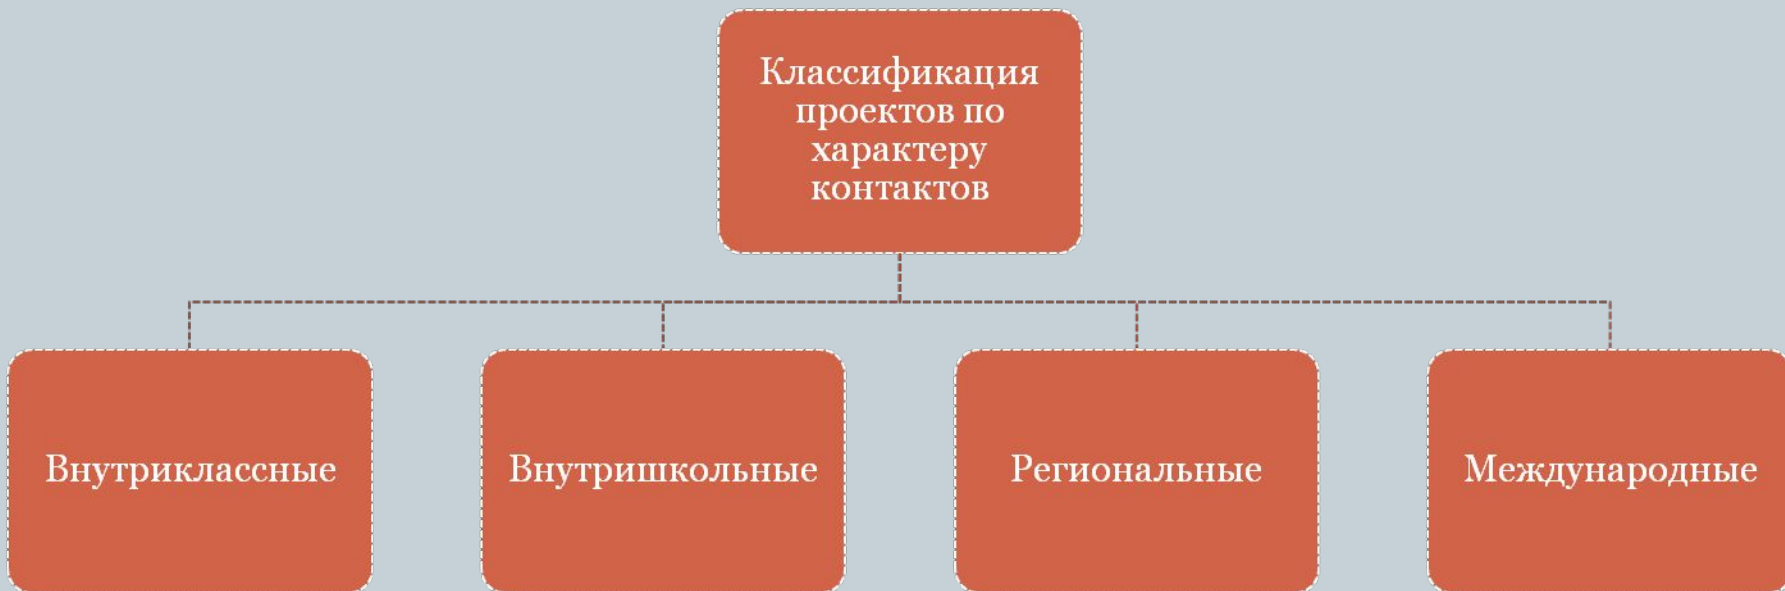 Классификация
проектов по
характеру
контактов
Внутриклассные
Внутришкольные
Региональные
Международные